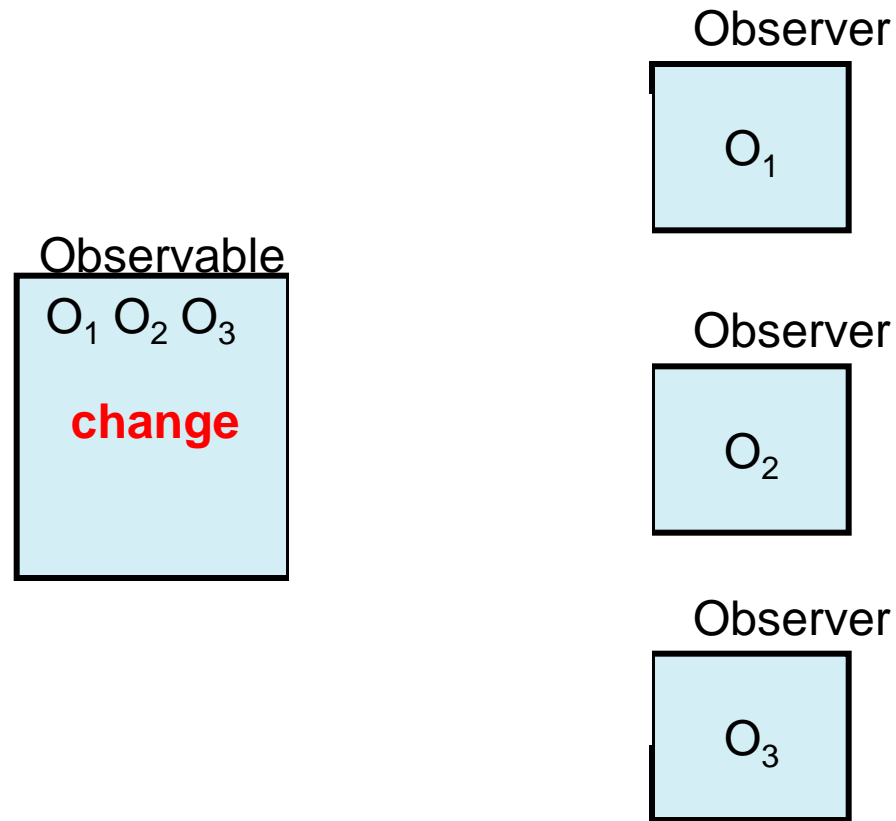 Observer
O₁
Observable
O₁ O₂ O₃
Observer
change
O₂
Observer
O₃